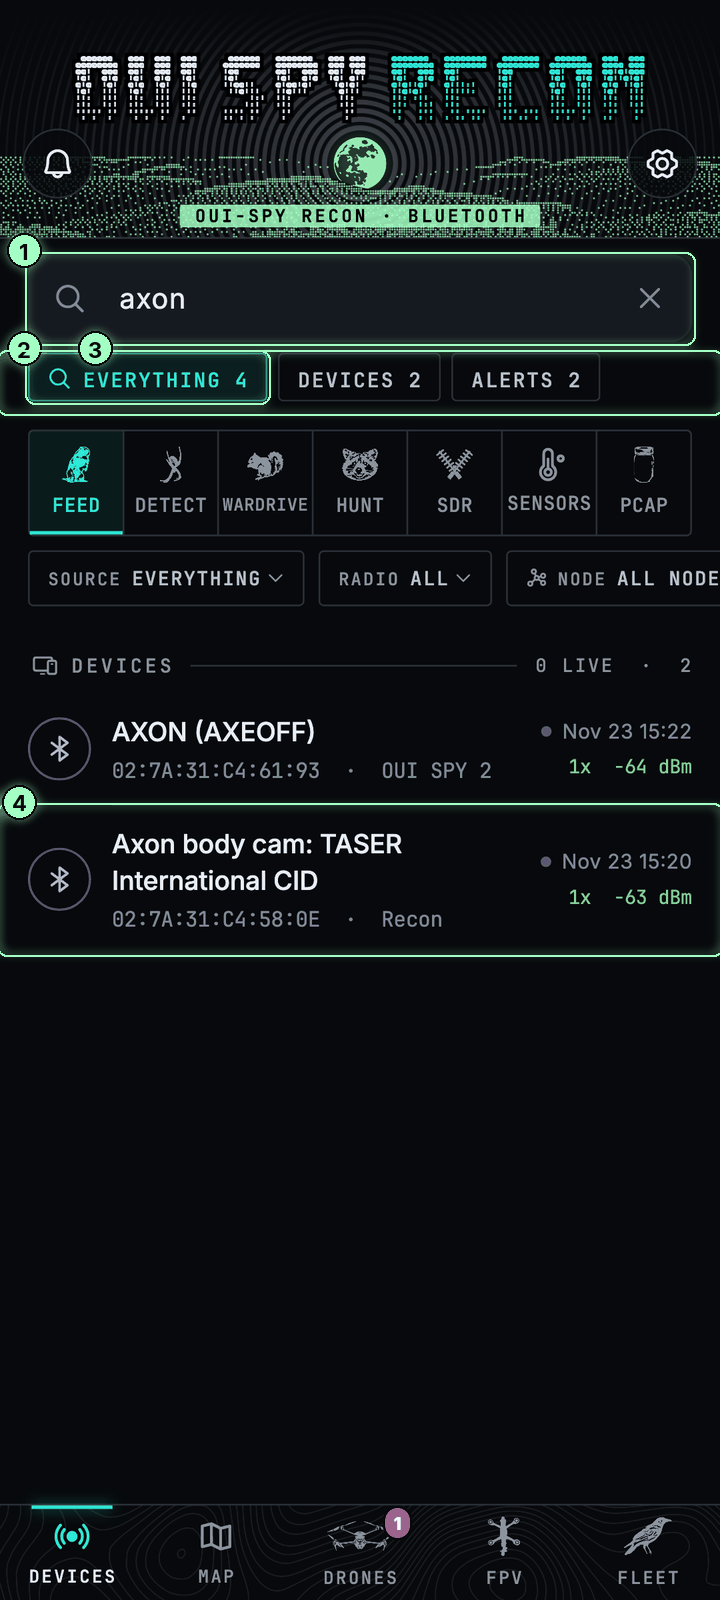 OUI SPY RECON
OUI-SPY RECON · BLUETOOTH
1
axon
2
3
EVERYTHING 4
DEVICES 2
ALERTS 2
FEED
DETECT
WARDRIVE
HUNT
SDR
SENSORS
PCAP
SOURCE EVERYTHING
RADIO ALL
NODE ALL NODE
DEVICES
0 LIVE · 2
AXON (AXEOFF)
Nov 23 15:22
02:7A:31:C4:61:93 · OUI SPY 2
1x -64 dBm
4
Axon body cam: TASER
International CID
Nov 23 15:20
02:7A:31:C4:58:0E · Recon
1x -63 dBm
1
DEVICES
MAP
DRONES
FPV
FLEET